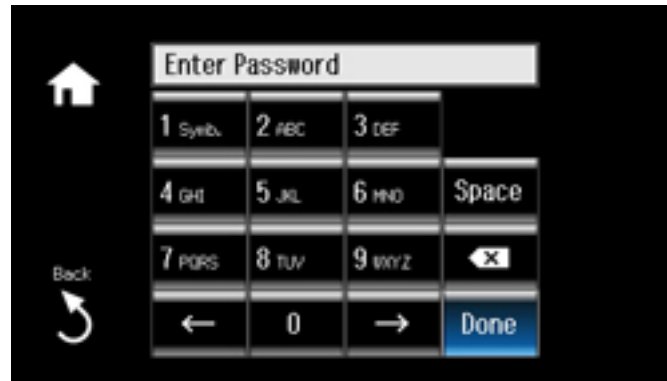 Enter Password
1 Symb. 2 ABC 3 DEF
4 GHI 5 JKL 6 MNO Space
7 PQRS 8 TUV 9 WXYZ
Back
0 Done